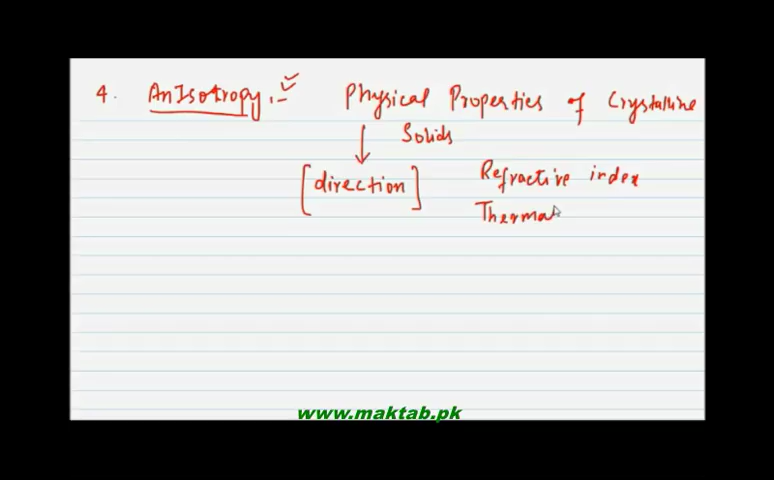 4. AnIsotropy :- Physical Properties of Crystalline
Solids
[direction] Refractive index
Therma
www.maktab.pk